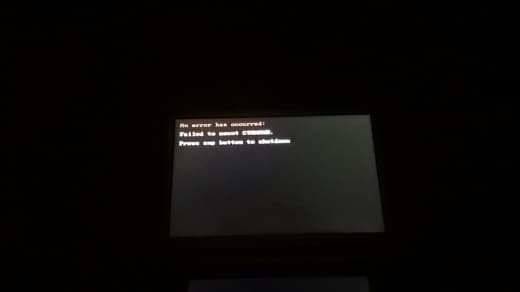 An error has occurred:
Failed to mount CTRNAND.
Press any button to shutdown